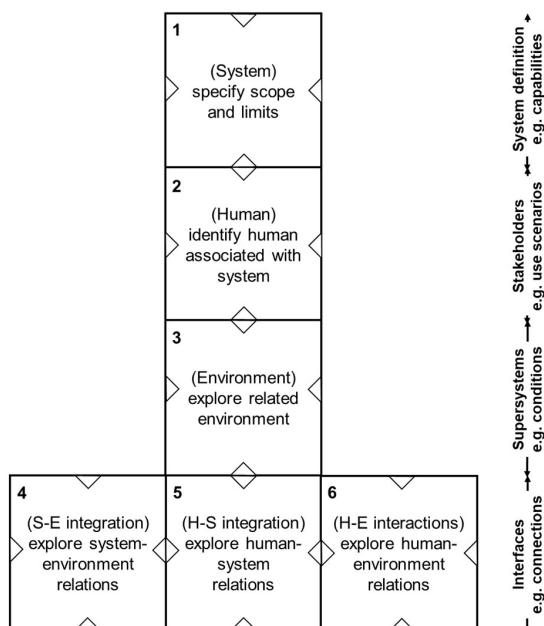 1
(System)
specify scope
and limits
2
(Human)
identify human
associated with
system
3
(Environment)
explore related
environment
4
(S-E integration)
explore system-
environment
relations
5
(H-S integration)
explore human-
system
relations
6
(H-E interactions)
explore human-
environment
relations
System definition
e.g. capabilities
Stakeholders
e.g. use scenarios
Supersystems
e.g. conditions
Interfaces
e.g. connections